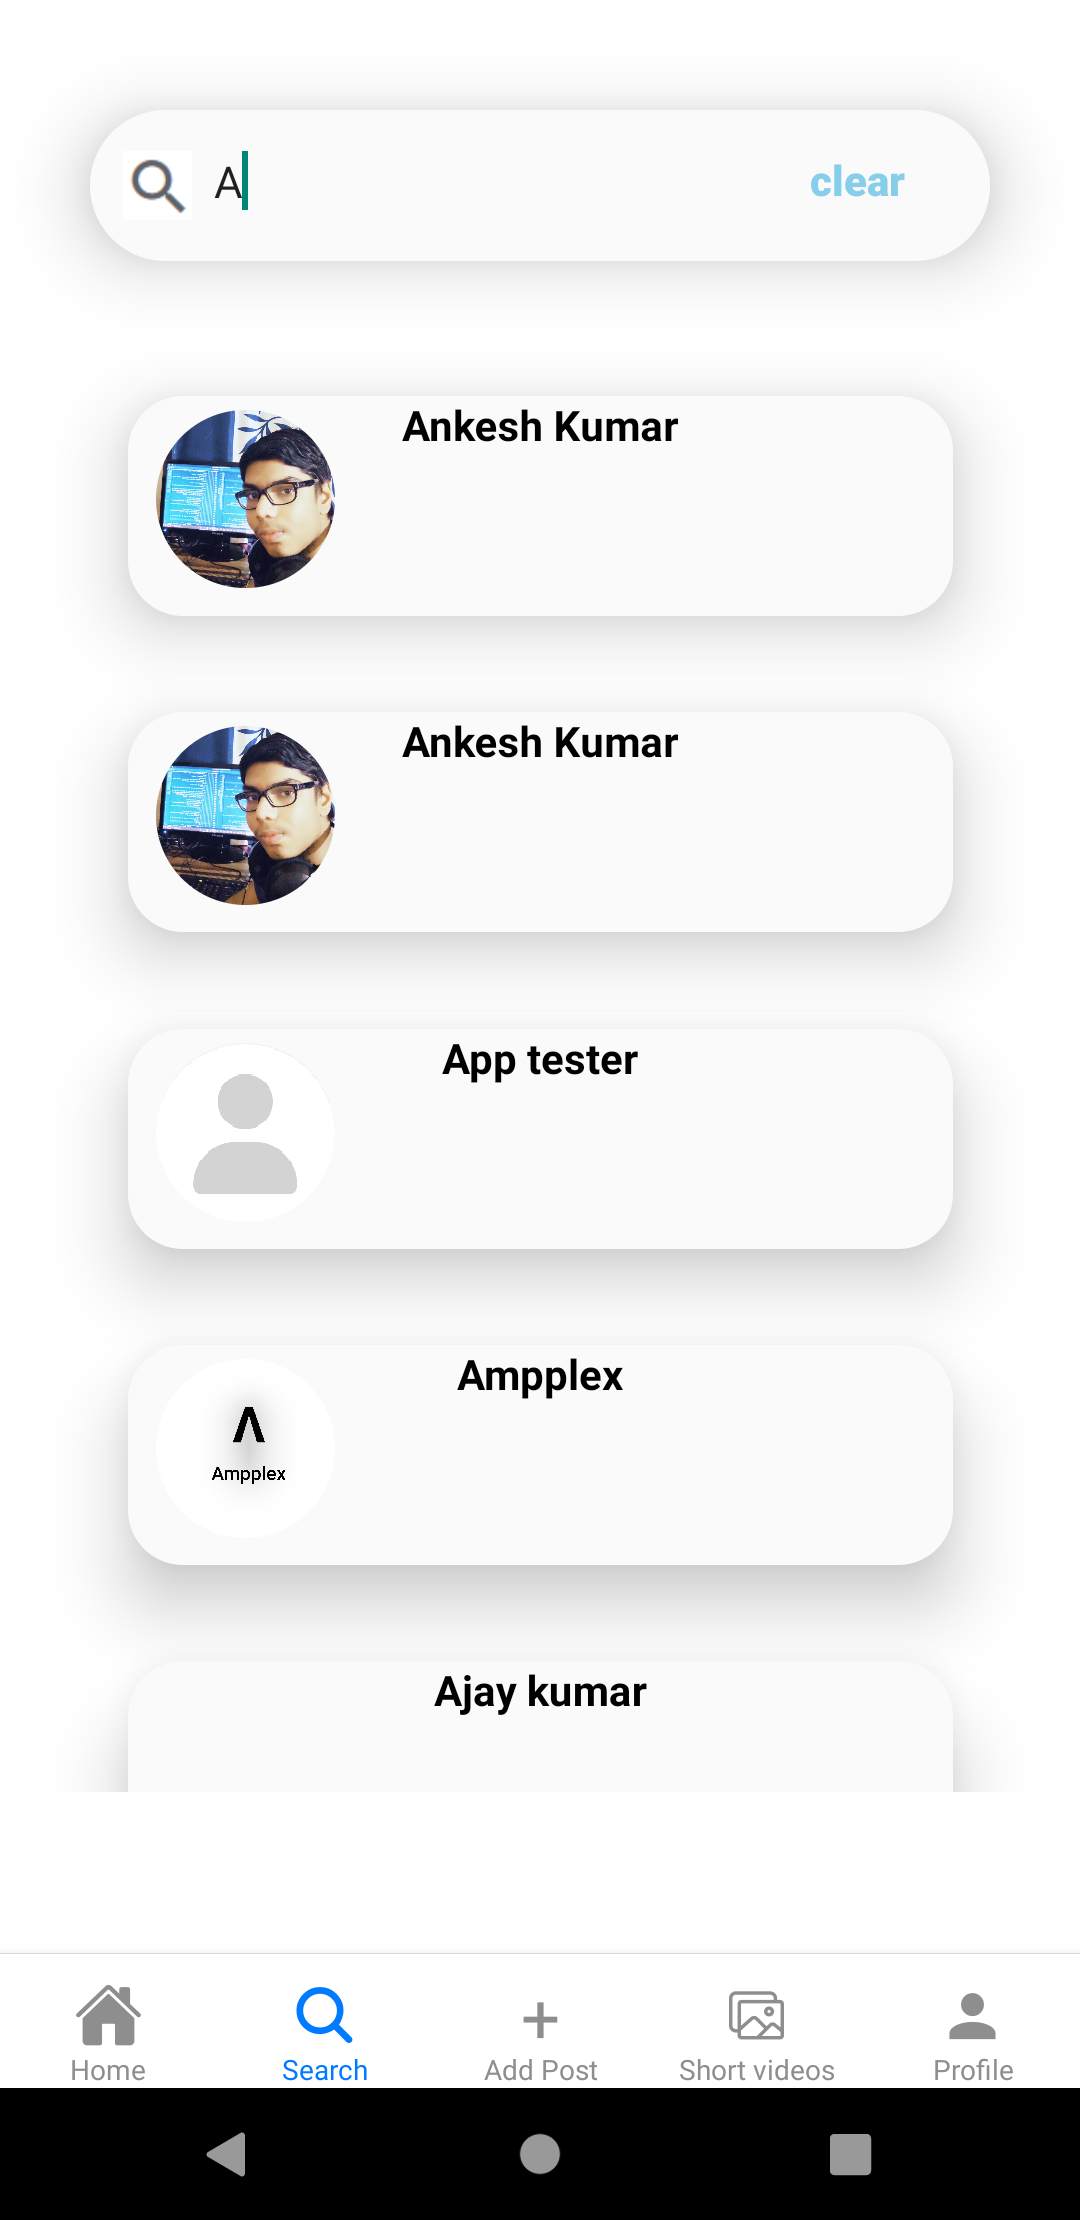 A
clear
Ankesh Kumar
Ankesh Kumar
App tester
Ampplex
Λ
Ampplex
Ajay kumar
Home
Search
Add Post
Short videos
Profile